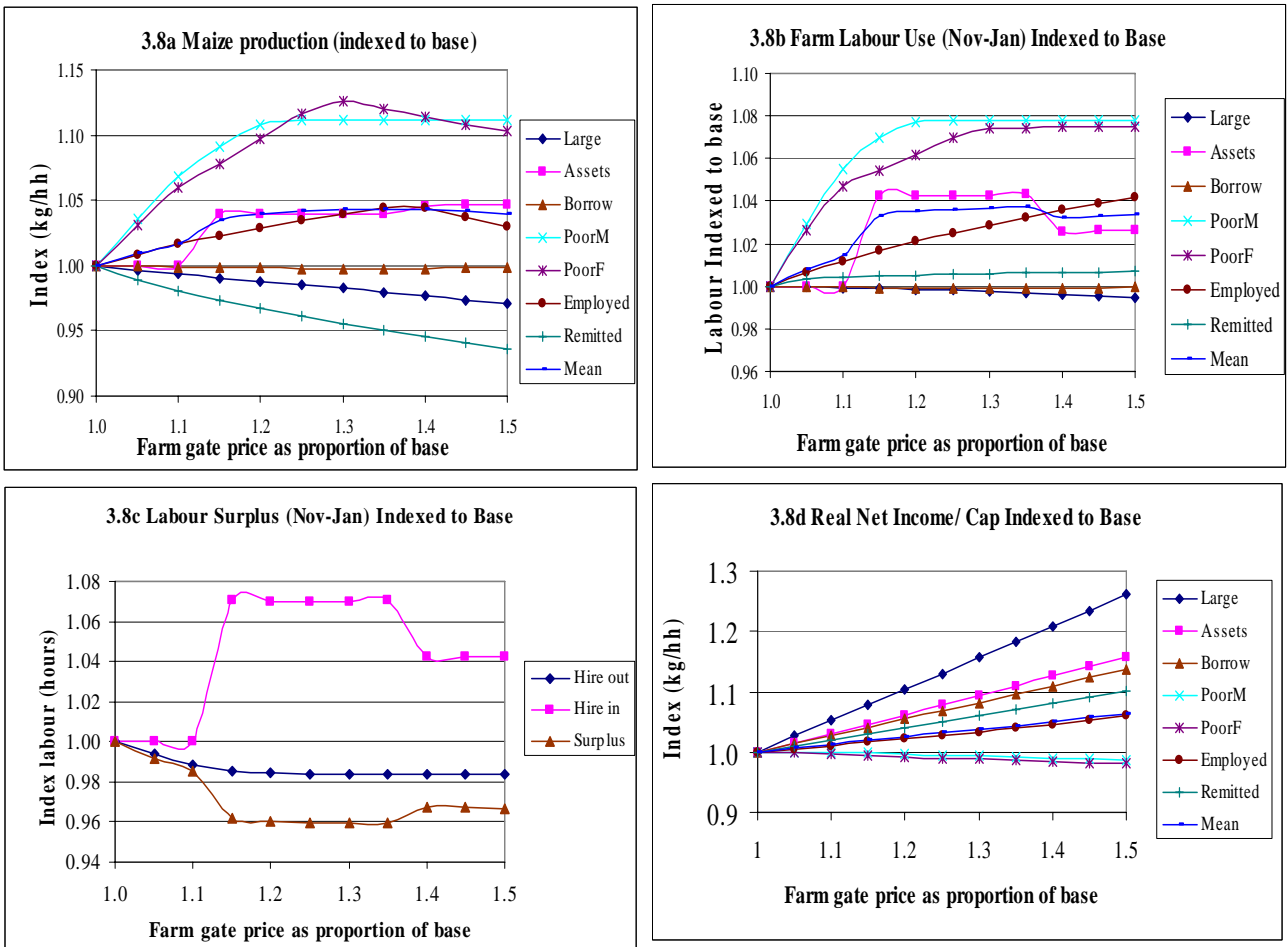 3.8a Maize production (indexed to base)
Index (kg/hh)
1.15
1.10
1.05
1.00
0.95
0.90
1.0 1.1 1.2 1.3 1.4 1.5
Farm gate price as proportion of base
Large
Assets
Borrow
PoorM
PoorF
Employed
Remitted
Mean
3.8b Farm Labour Use (Nov-Jan) Indexed to Base
Labour Indexed to base
1.10
1.08
1.06
1.04
1.02
1.00
0.98
0.96
1.0 1.1 1.2 1.3 1.4 1.5
Farm gate price as proportion of base
Large
Assets
Borrow
PoorM
PoorF
Employed
Remitted
Mean
3.8c Labour Surplus (Nov-Jan) Indexed to Base
Index labour (hours)
1.08
1.06
1.04
1.02
1.00
0.98
0.96
0.94
1.0 1.1 1.2 1.3 1.4 1.5
Farm gate price as proportion of base
Hire out
Hire in
Surplus
3.8d Real Net Income/ Cap Indexed to Base
Index (kg/hh)
1.3
1.2
1.1
1.0
0.9
1 1.1 1.2 1.3 1.4 1.5
Farm gate price as proportion of base
Large
Assets
Borrow
PoorM
PoorF
Employed
Remitted
Mean